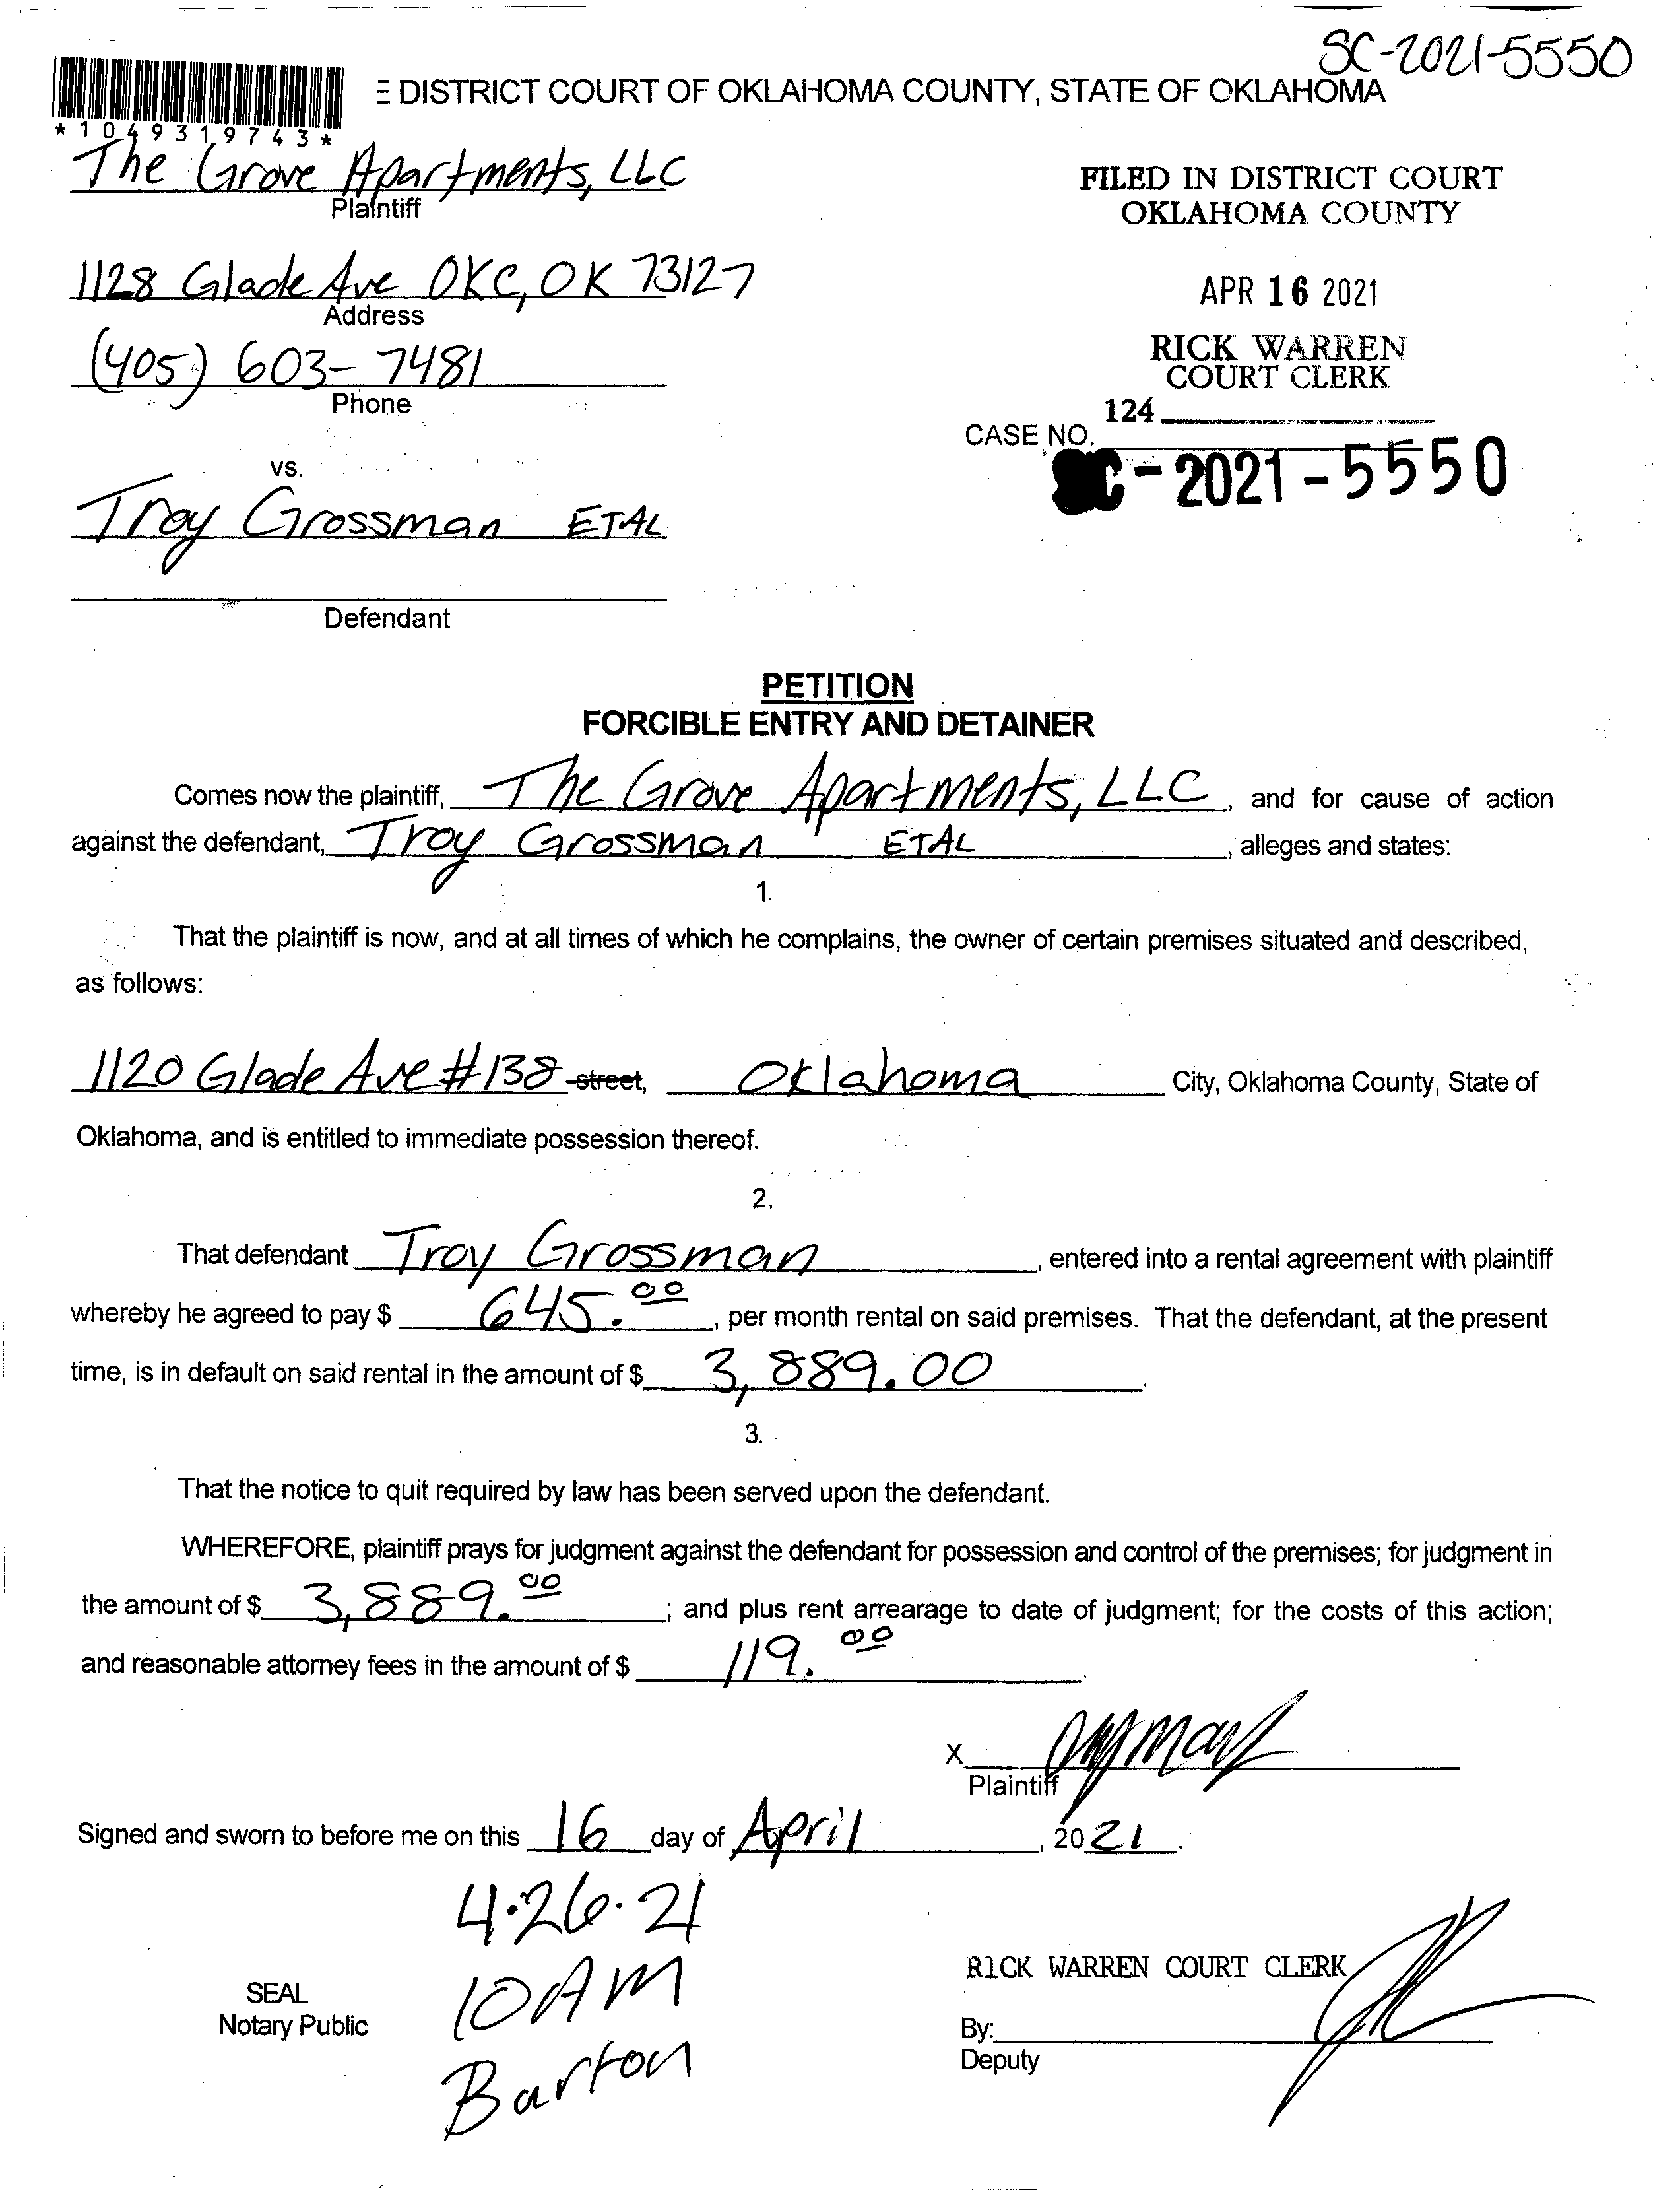 SC-2021-5550
E DISTRICT COURT OF OKLAHOMA COUNTY, STATE OF OKLAHOMA
*1049319743*
The Grove Apartments, LLC
Plaintiff
FILED IN DISTRICT COURT
OKLAHOMA COUNTY
1128 Glade Ave OKC, OK 73127
Address
APR 16 2021
(405) 603-7481
Phone
RICK WARREN
COURT CLERK
124
CASE NO.
SC-2021-5550
vs.
Troy Grossman ETAL
Defendant
PETITION
FORCIBLE ENTRY AND DETAINER
Comes now the plaintiff, The Grove Apartments, LLC, and for cause of action
against the defendant, Troy Grossman ETAL, alleges and states:
1.
That the plaintiff is now, and at all times of which he complains, the owner of certain premises situated and described,
as follows:
1120 Glade Ave #138 street, Oklahoma City, Oklahoma County, State of
Oklahoma, and is entitled to immediate possession thereof.
2.
That defendant Troy Grossman, entered into a rental agreement with plaintiff
whereby he agreed to pay $ 645.00, per month rental on said premises. That the defendant, at the present
time, is in default on said rental in the amount of $ 3,889.00.
3.
That the notice to quit required by law has been served upon the defendant.
WHEREFORE, plaintiff prays for judgment against the defendant for possession and control of the premises; for judgment in
the amount of $ 3,889.00; and plus rent arrearage to date of judgment; for the costs of this action;
and reasonable attorney fees in the amount of $ 119.00.
X
Plaintiff
Signed and sworn to before me on this 16 day of April, 2021.
4.26.21
10AM
Barton
SEAL
Notary Public
RICK WARREN COURT CLERK
By:
Deputy